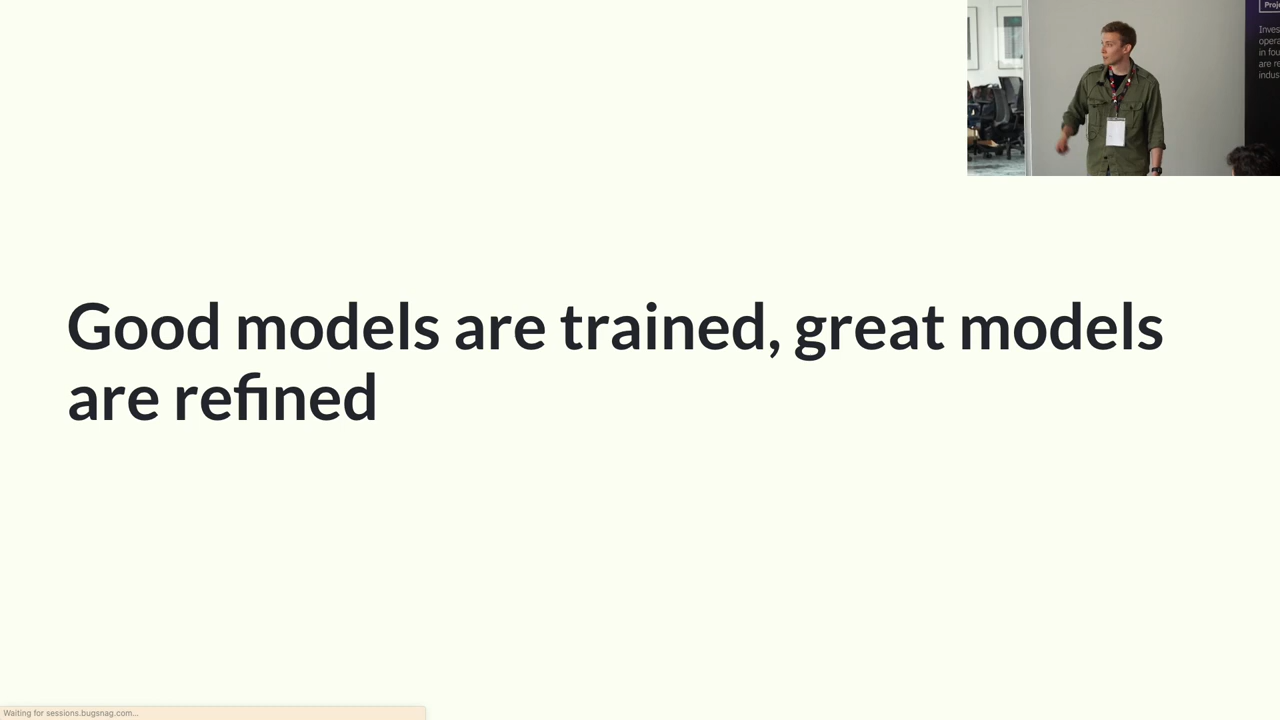 Good models are trained, great models
are refined
Waiting for sessions.bugsnag.com...